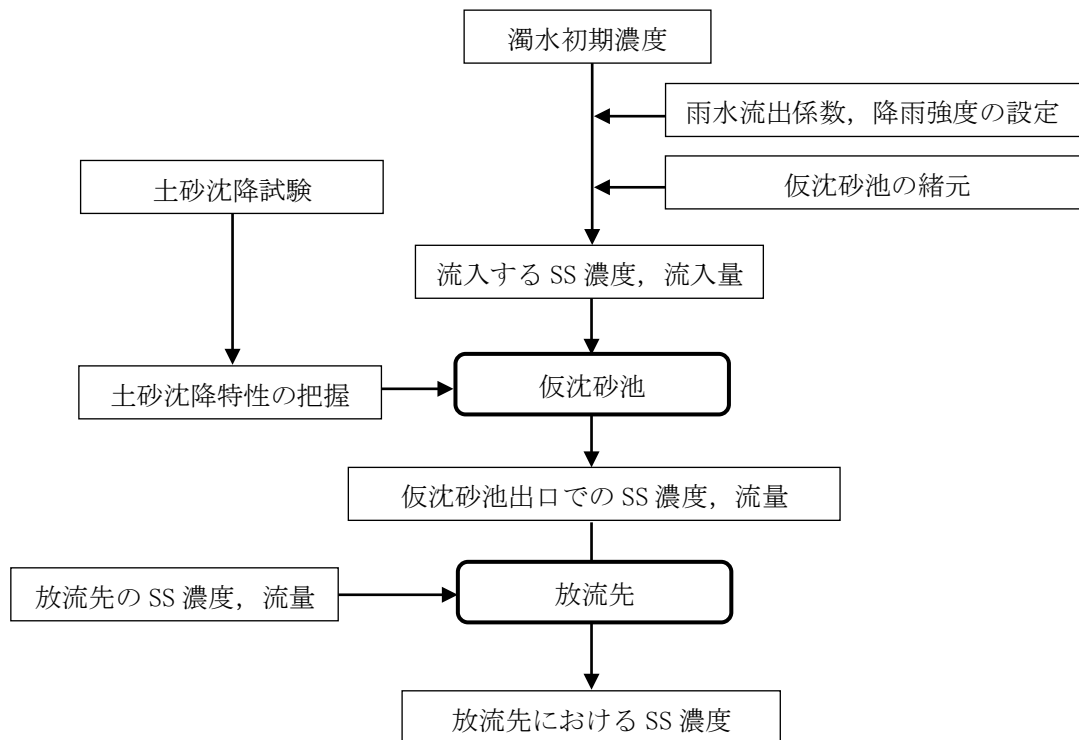 濁水初期濃度
雨水流出係数，降雨強度の設定
土砂沈降試験
仮沈砂池の緒元
流入する SS 濃度，流入量
土砂沈降特性の把握
仮沈砂池
仮沈砂池出口での SS 濃度，流量
放流先の SS 濃度，流量
放流先
放流先における SS 濃度